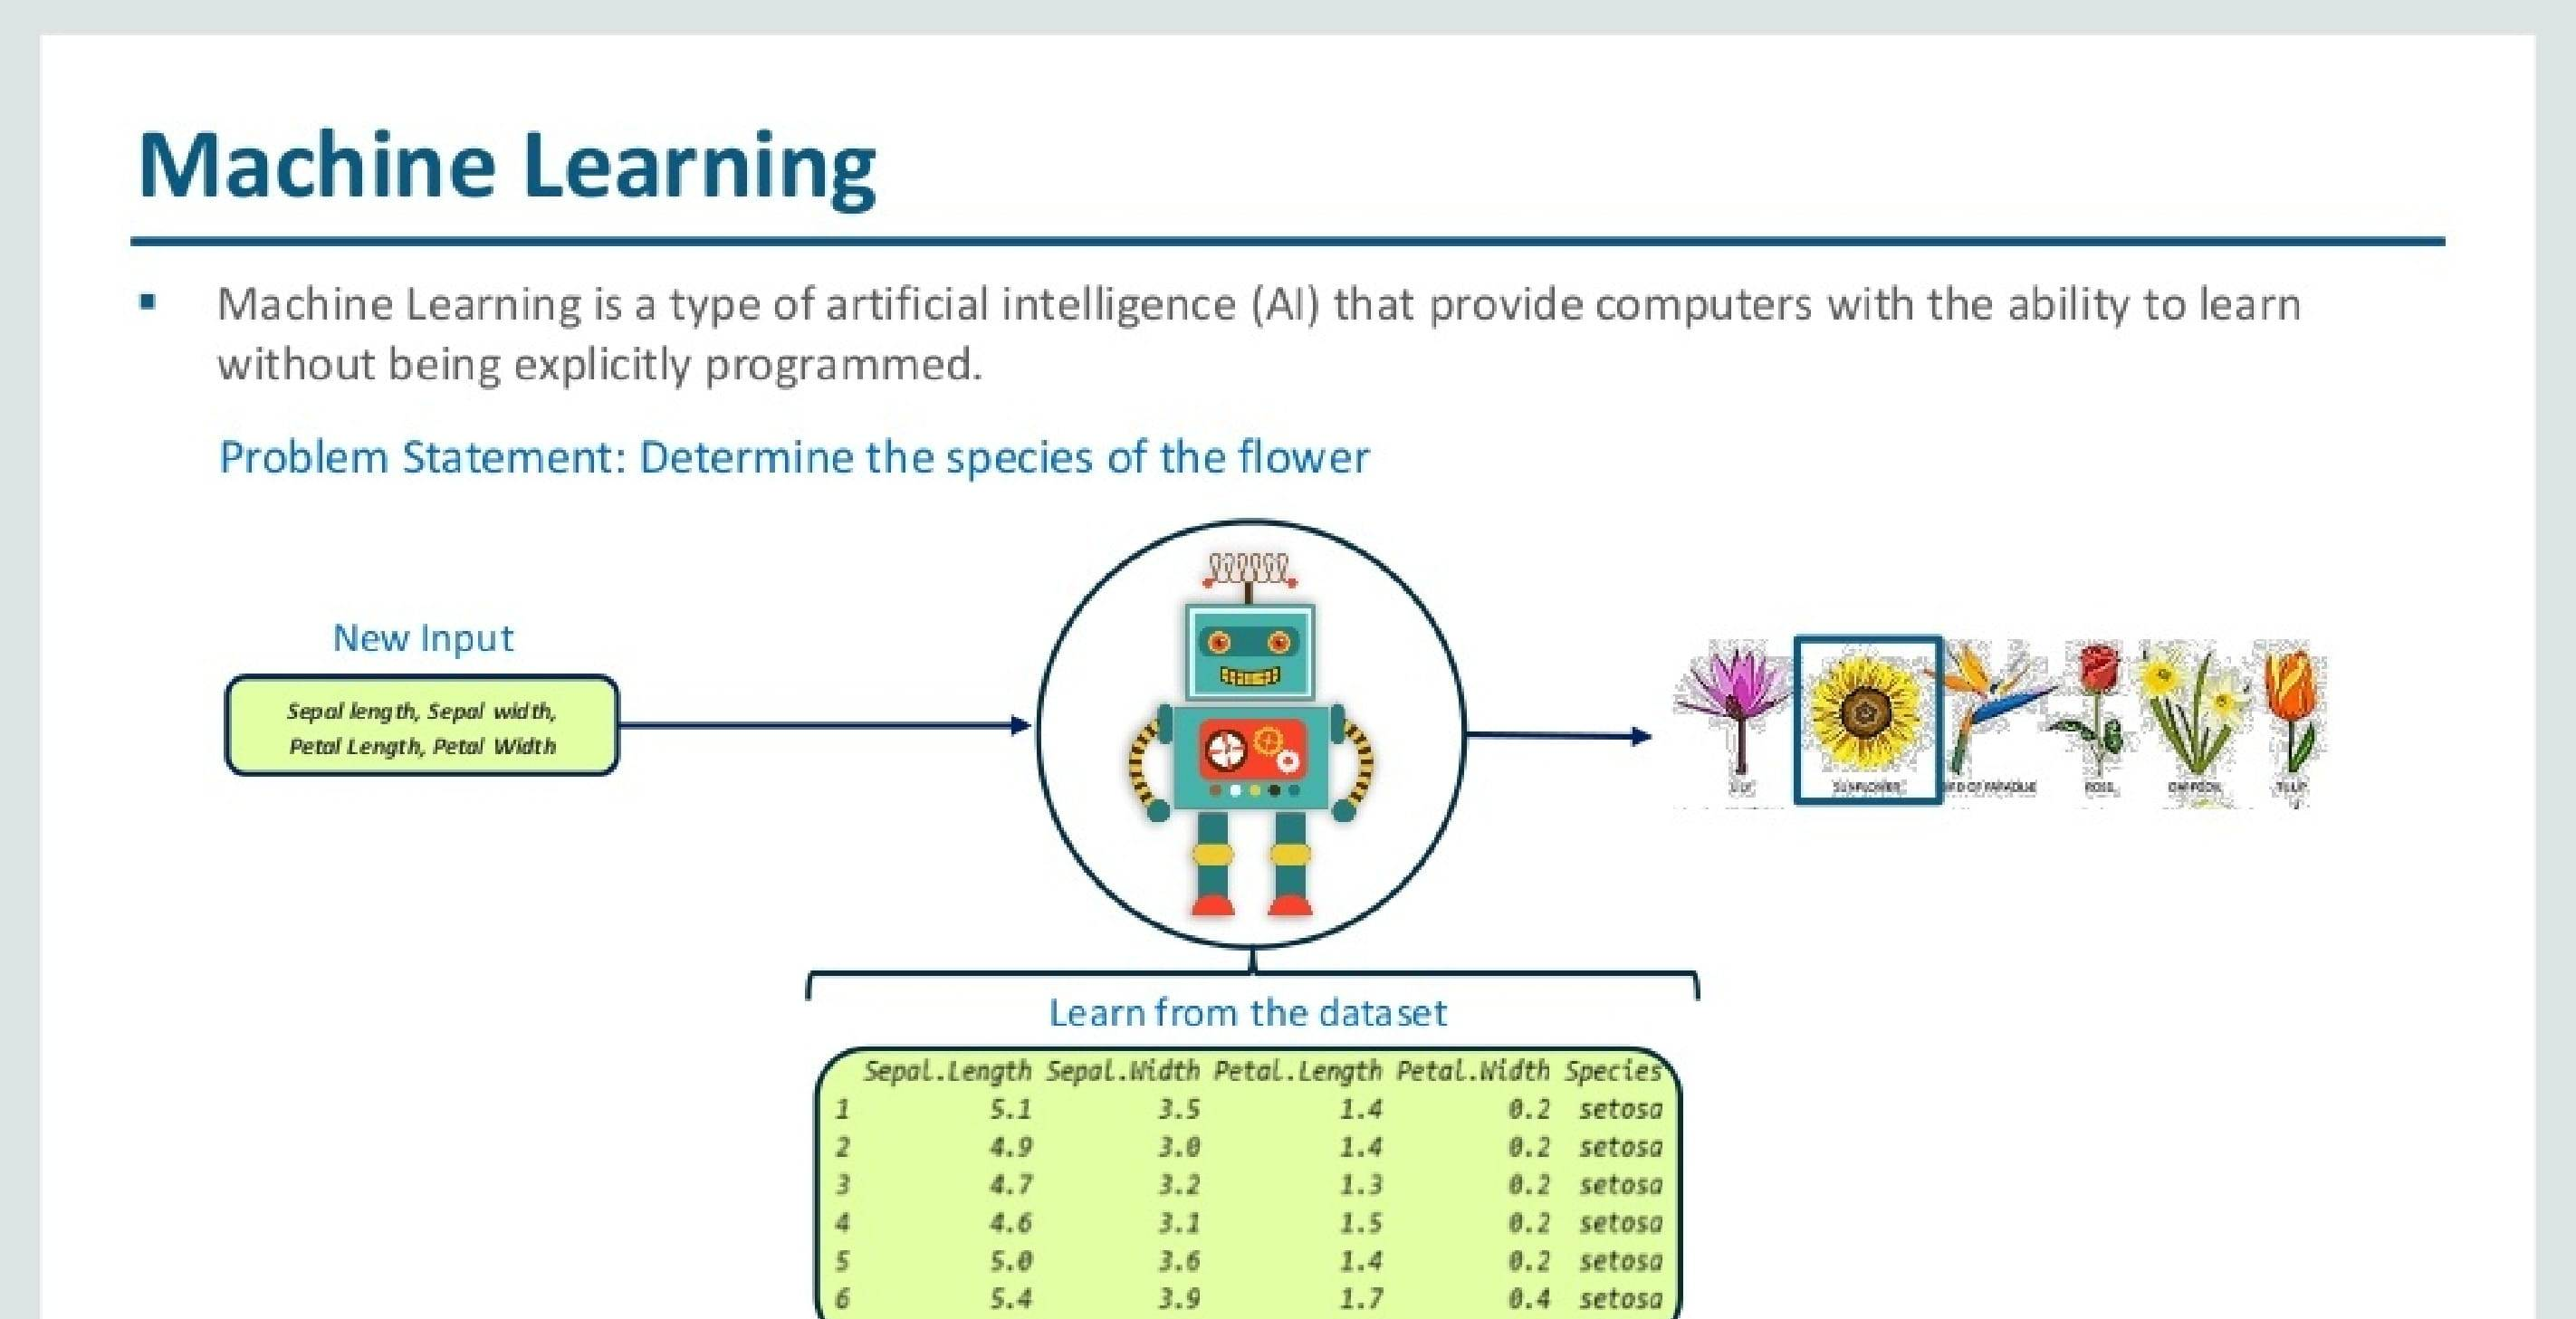 Machine Learning
▪ Machine Learning is a type of artificial intelligence (AI) that provide computers with the ability to learn
without being explicitly programmed.
Problem Statement: Determine the species of the flower
New Input
Sepal length, Sepal width,
Petal Length, Petal Width
SUNFLOWER
OF PARADISE
ROSE
TULIP
Learn from the dataset
Sepal.Length Sepal.Width Petal.Length Petal.Width Species
1 5.1 3.5 1.4 0.2 setosa
2 4.9 3.0 1.4 0.2 setosa
3 4.7 3.2 1.3 0.2 setosa
4 4.6 3.1 1.5 0.2 setosa
5 5.0 3.6 1.4 0.2 setosa
6 5.4 3.9 1.7 0.4 setosa